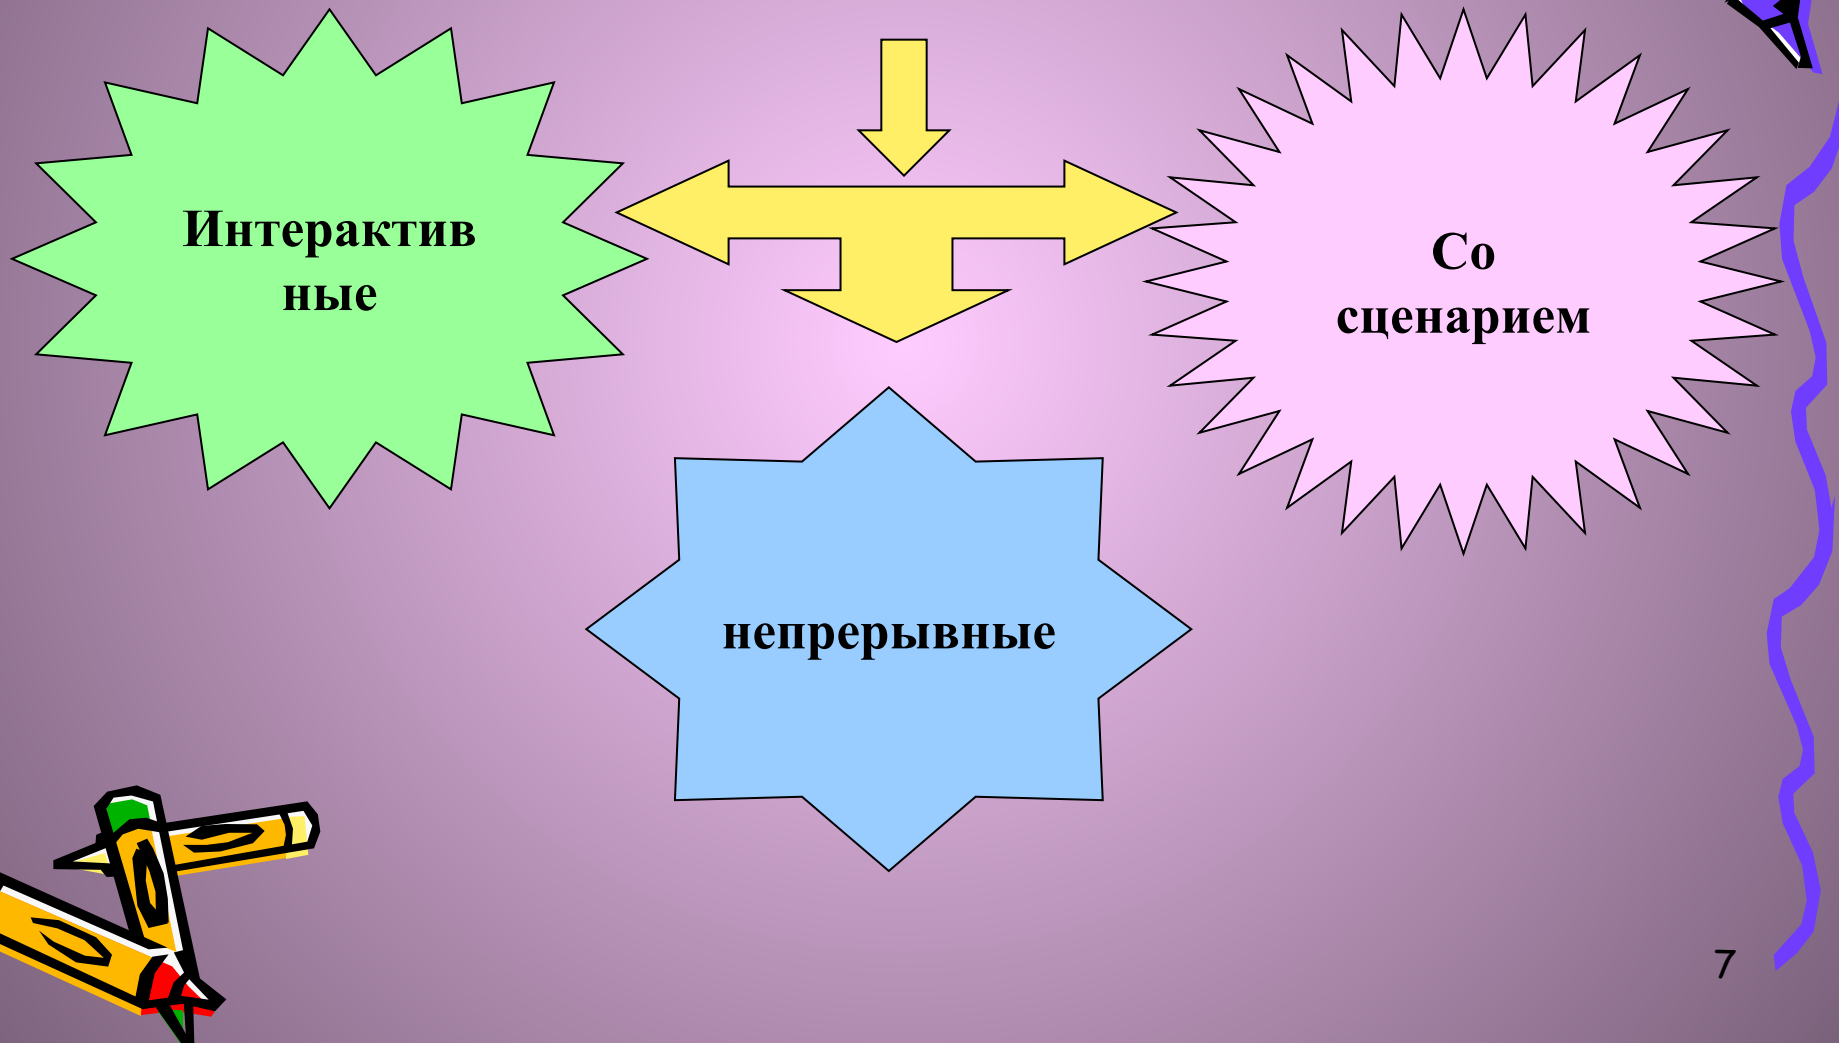 Интерактив
ные
Со
сценарием
непрерывные
7